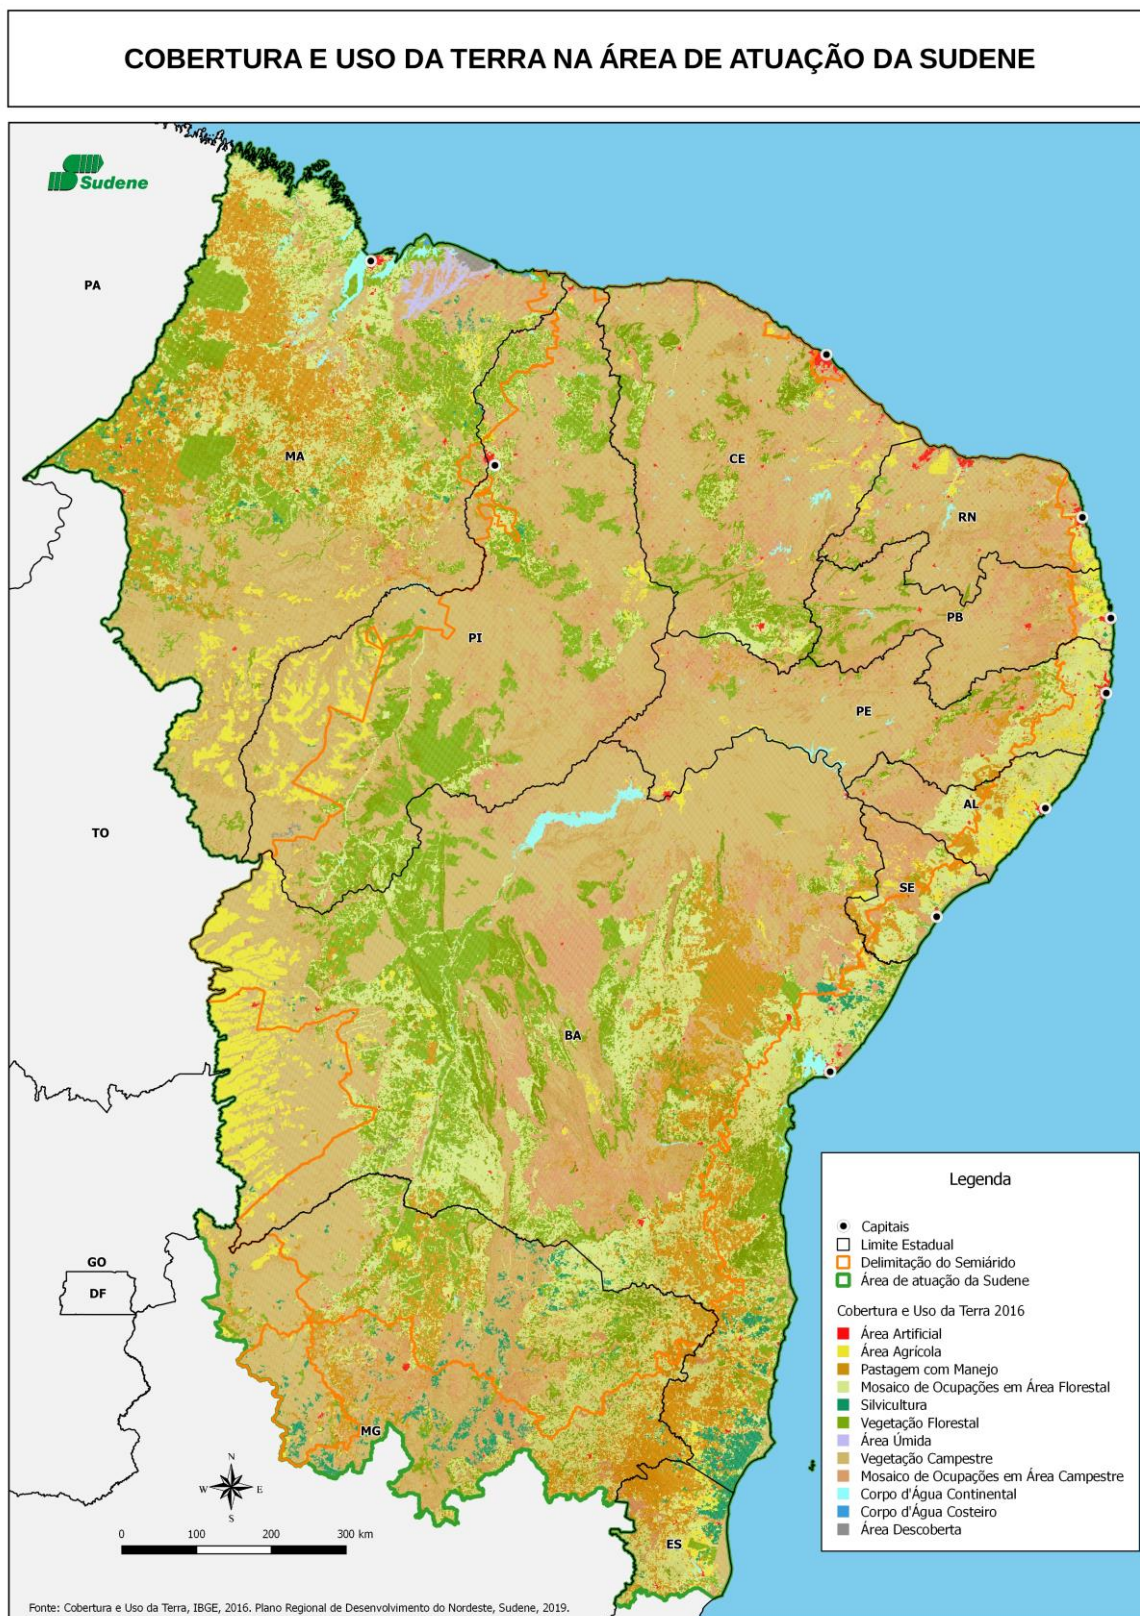 COBERTURA E USO DA TERRA NA ÁREA DE ATUAÇÃO DA SUDENE
Sudene
PA
MA
CE
RN
PB
PI
PE
AL
TO
SE
BA
GO
DF
MG
ES
N
W E
S
0 100 200 300 km
Legenda
Capitais
Limite Estadual
Delimitação do Semiárido
Área de atuação da Sudene
Cobertura e Uso da Terra 2016
Área Artificial
Área Agrícola
Pastagem com Manejo
Mosaico de Ocupações em Área Florestal
Silvicultura
Vegetação Florestal
Área Úmida
Vegetação Campestre
Mosaico de Ocupações em Área Campestre
Corpo d'Água Continental
Corpo d'Água Costeiro
Área Descoberta
Fonte: Cobertura e Uso da Terra, IBGE, 2016. Plano Regional de Desenvolvimento do Nordeste, Sudene, 2019.